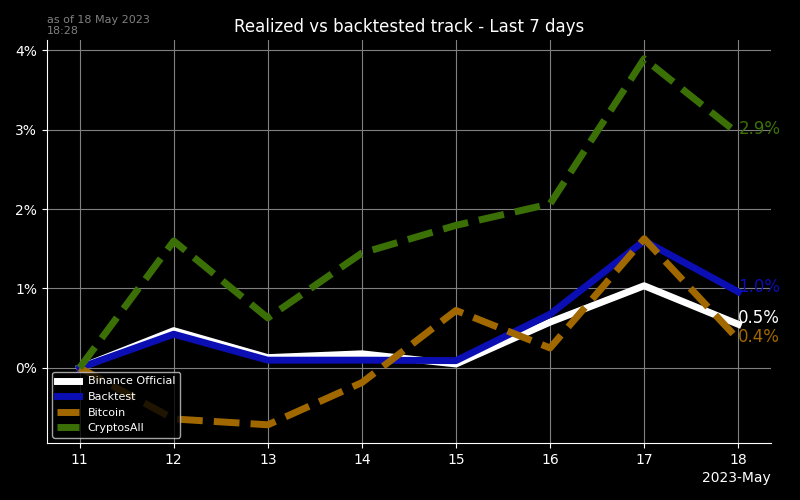 as of 18 May 2023
18:28
Realized vs backtested track - Last 7 days
4%
3%
2%
1%
0%
2.9%
1.0%
0.5%
0.4%
Binance Official
Backtest
Bitcoin
CryptosAll
11 12 13 14 15 16 17 18
2023-May